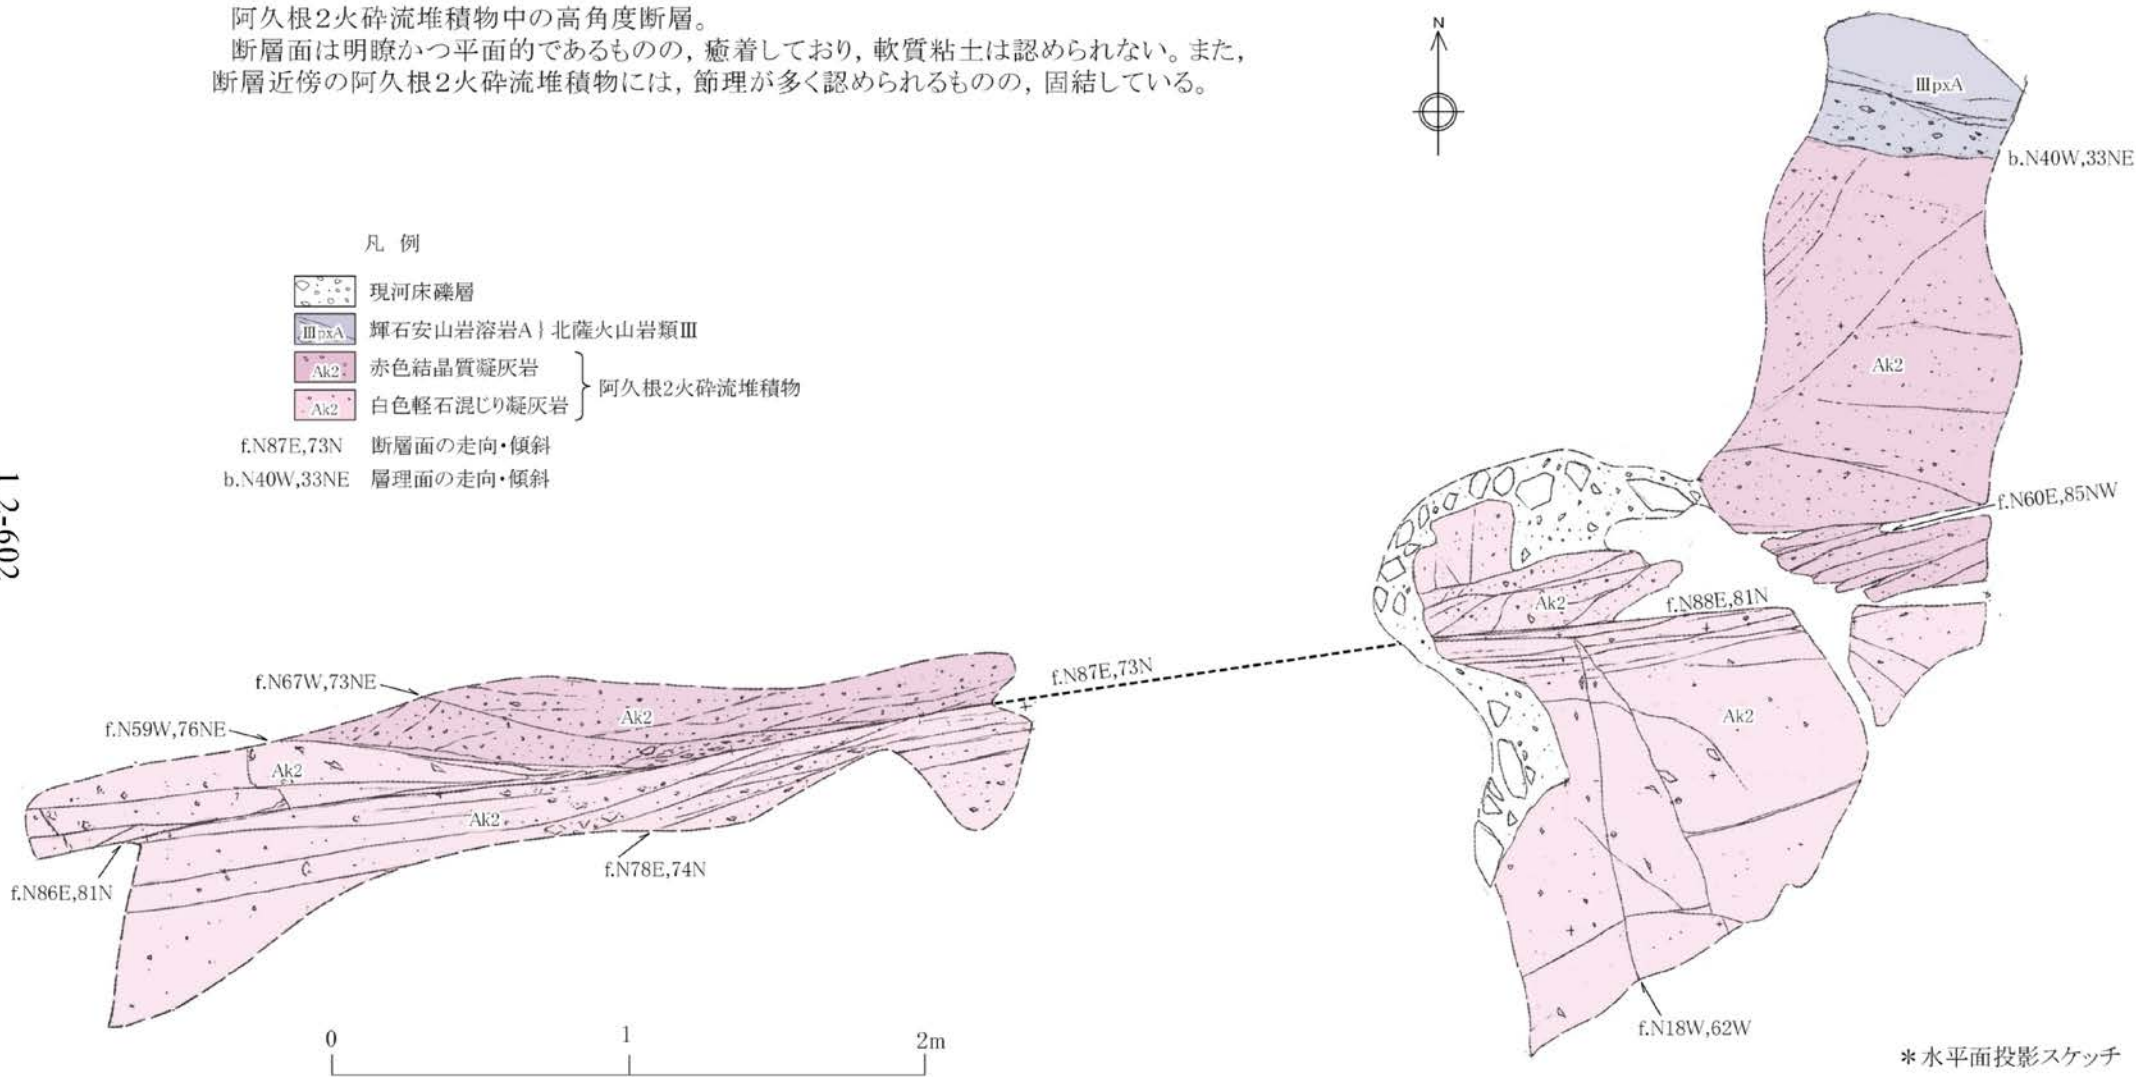 阿久根2火砕流堆積物中の高角度断層。
断層面は明瞭かつ平面的であるものの，癒着しており，軟質粘土は認められない。また，
断層近傍の阿久根2火砕流堆積物には，節理が多く認められるものの，固結している。
N
凡 例
現河床礫層
ⅢpxA 輝石安山岩溶岩A } 北薩火山岩類Ⅲ
Ak2 赤色結晶質凝灰岩
Ak2 白色軽石混じり凝灰岩
阿久根2火砕流堆積物
f.N87E,73N 断層面の走向・傾斜
b.N40W,33NE 層理面の走向・傾斜
1.2-602
ⅢpxA
b.N40W,33NE
Ak2
f.N60E,85NW
Ak2
f.N88E,81N
f.N87E,73N
f.N67W,73NE
f.N59W,76NE
Ak2
Ak2
Ak2
Ak2
f.N86E,81N
f.N78E,74N
f.N18W,62W
0 1 2m
＊水平面投影スケッチ